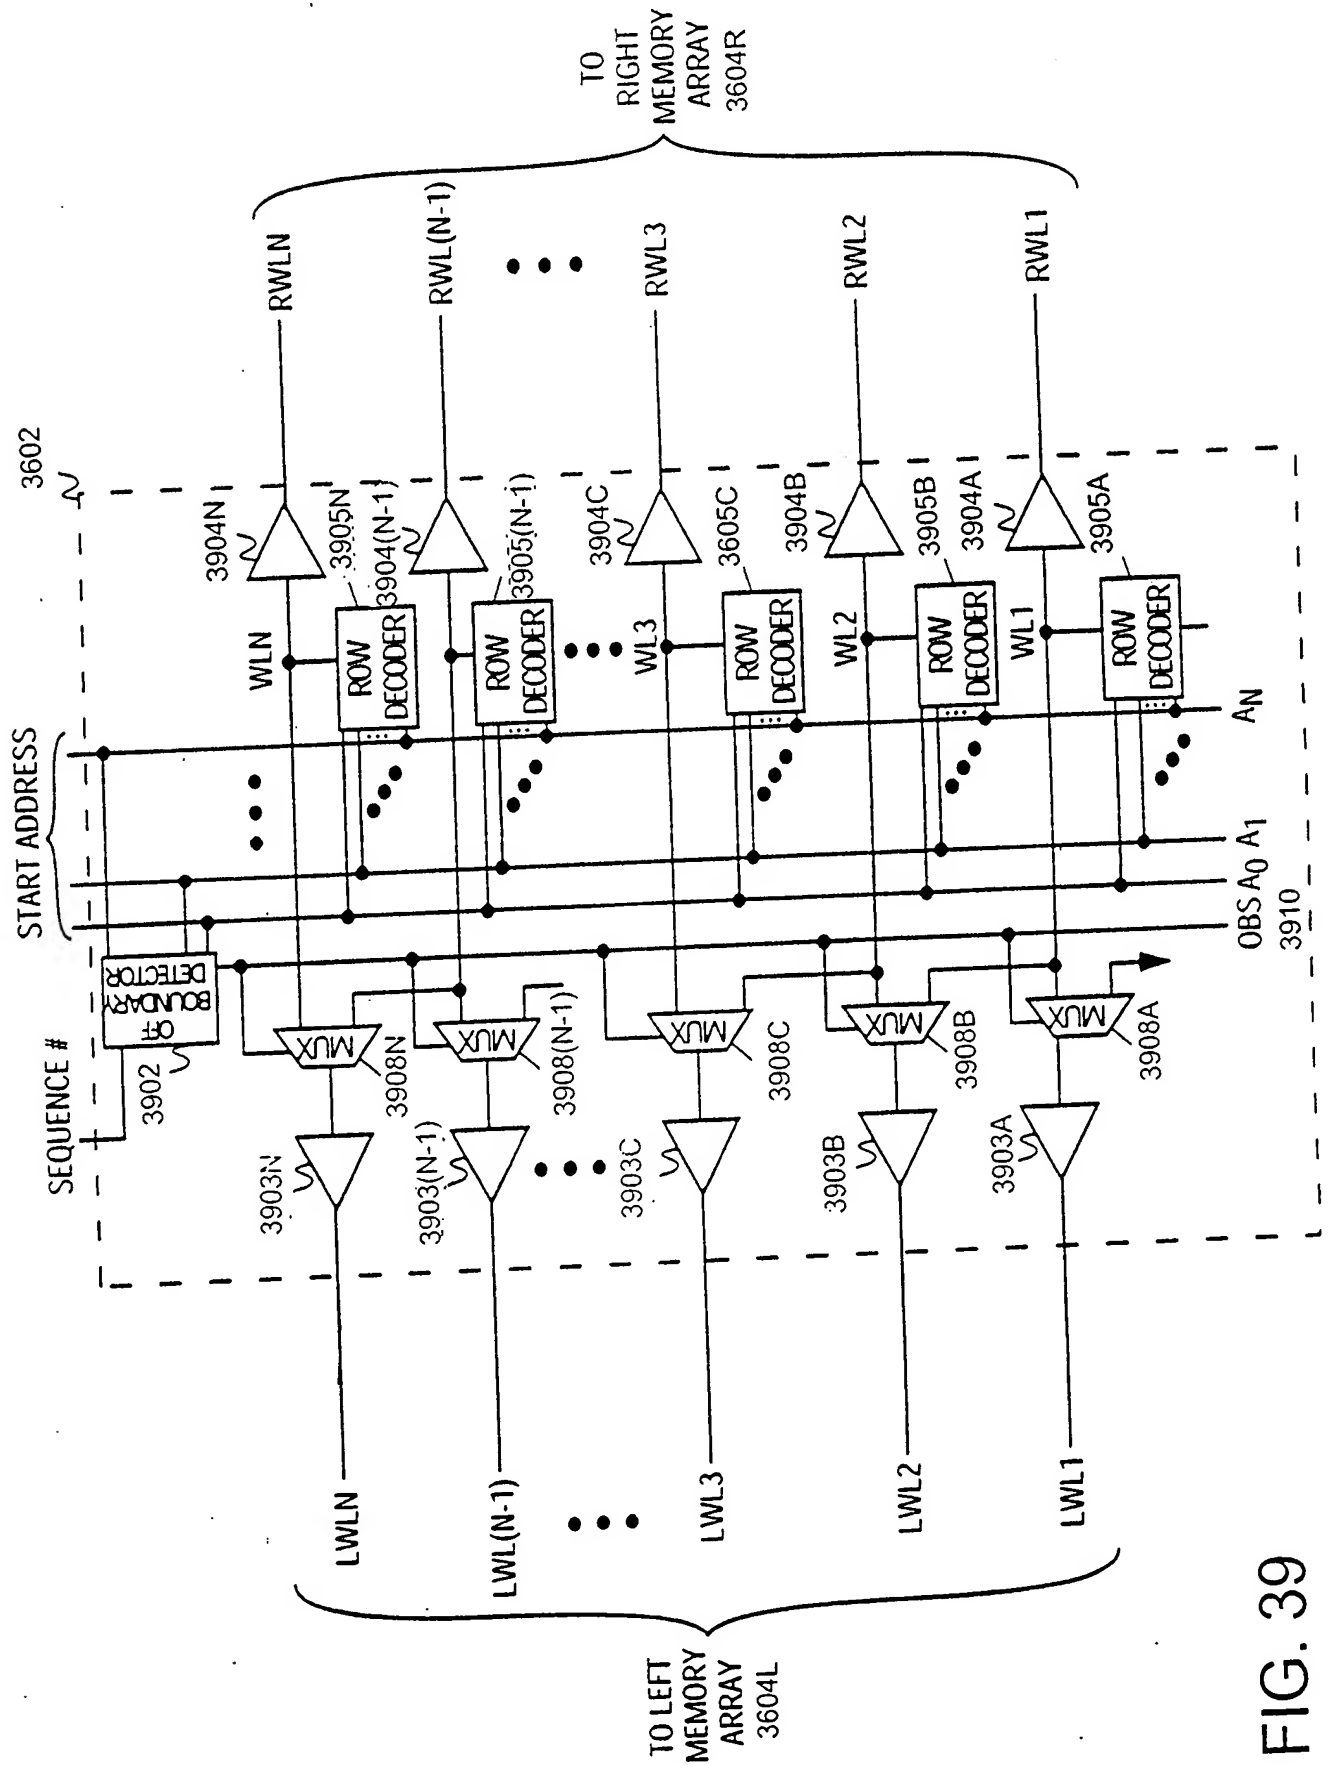 TO
RIGHT
MEMORY
ARRAY
3604R
RWLN
RWL(N-1)
RWL3
RWL2
RWL1
3602
3904N
3905N
3904(N-1)
3905(N-1)
3904C
3605C
3904B
3905B
3904A
3905A
WLN
ROW
DECODER
ROW
DECODER
WL3
ROW
DECODER
WL2
ROW
DECODER
WL1
ROW
DECODER
START ADDRESS
AN
A1
A0
OBS
3910
SEQUENCE #
OFF
BOUNDARY
DETECTOR
3902
MUX
3908N
MUX
3908(N-1)
MUX
3908C
MUX
3908B
MUX
3908A
3903N
3903(N-1)
3903C
3903B
3903A
LWLN
LWL(N-1)
LWL3
LWL2
LWL1
TO LEFT
MEMORY
ARRAY
3604L
FIG. 39